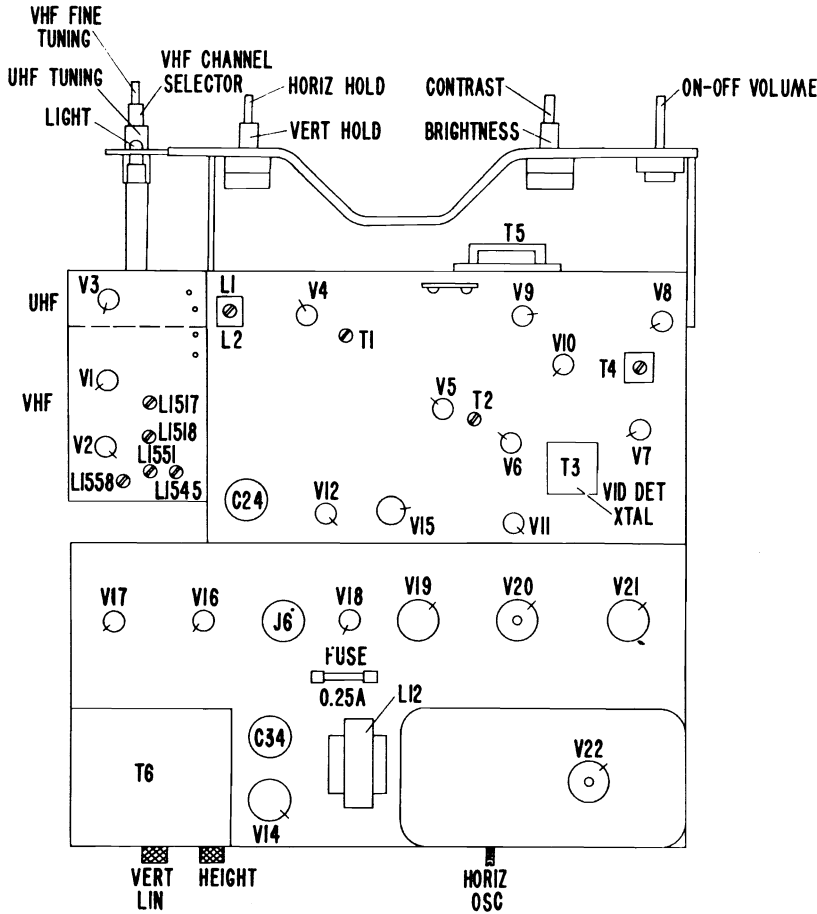 VHF FINE
TUNING
VHF CHANNEL
SELECTOR
UHF TUNING
LIGHT
HORIZ HOLD
VERT HOLD
CONTRAST
BRIGHTNESS
ON-OFF VOLUME
T5
UHF
V3
L1
L2
V4
T1
V9
V8
V10
T4
VHF
V1
L1517
V2
L1518
L1551
L1558
L1545
V5
T2
V6
V7
T3
VID DET
XTAL
C24
V12
V15
V11
V17
V16
J6
V18
V19
V20
V21
FUSE
0.25A
L12
T6
C34
V14
V22
VERT
LIN
HEIGHT
HORIZ
OSC